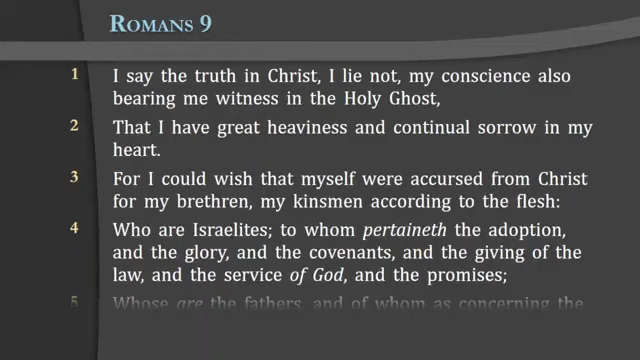 ROMANS 9
1 I say the truth in Christ, I lie not, my conscience also
bearing me witness in the Holy Ghost,
2 That I have great heaviness and continual sorrow in my
heart.
3 For I could wish that myself were accursed from Christ
for my brethren, my kinsmen according to the flesh:
4 Who are Israelites; to whom pertaineth the adoption,
and the glory, and the covenants, and the giving of the
law, and the service of God, and the promises;
5 Whose are the fathers, and of whom as concerning the